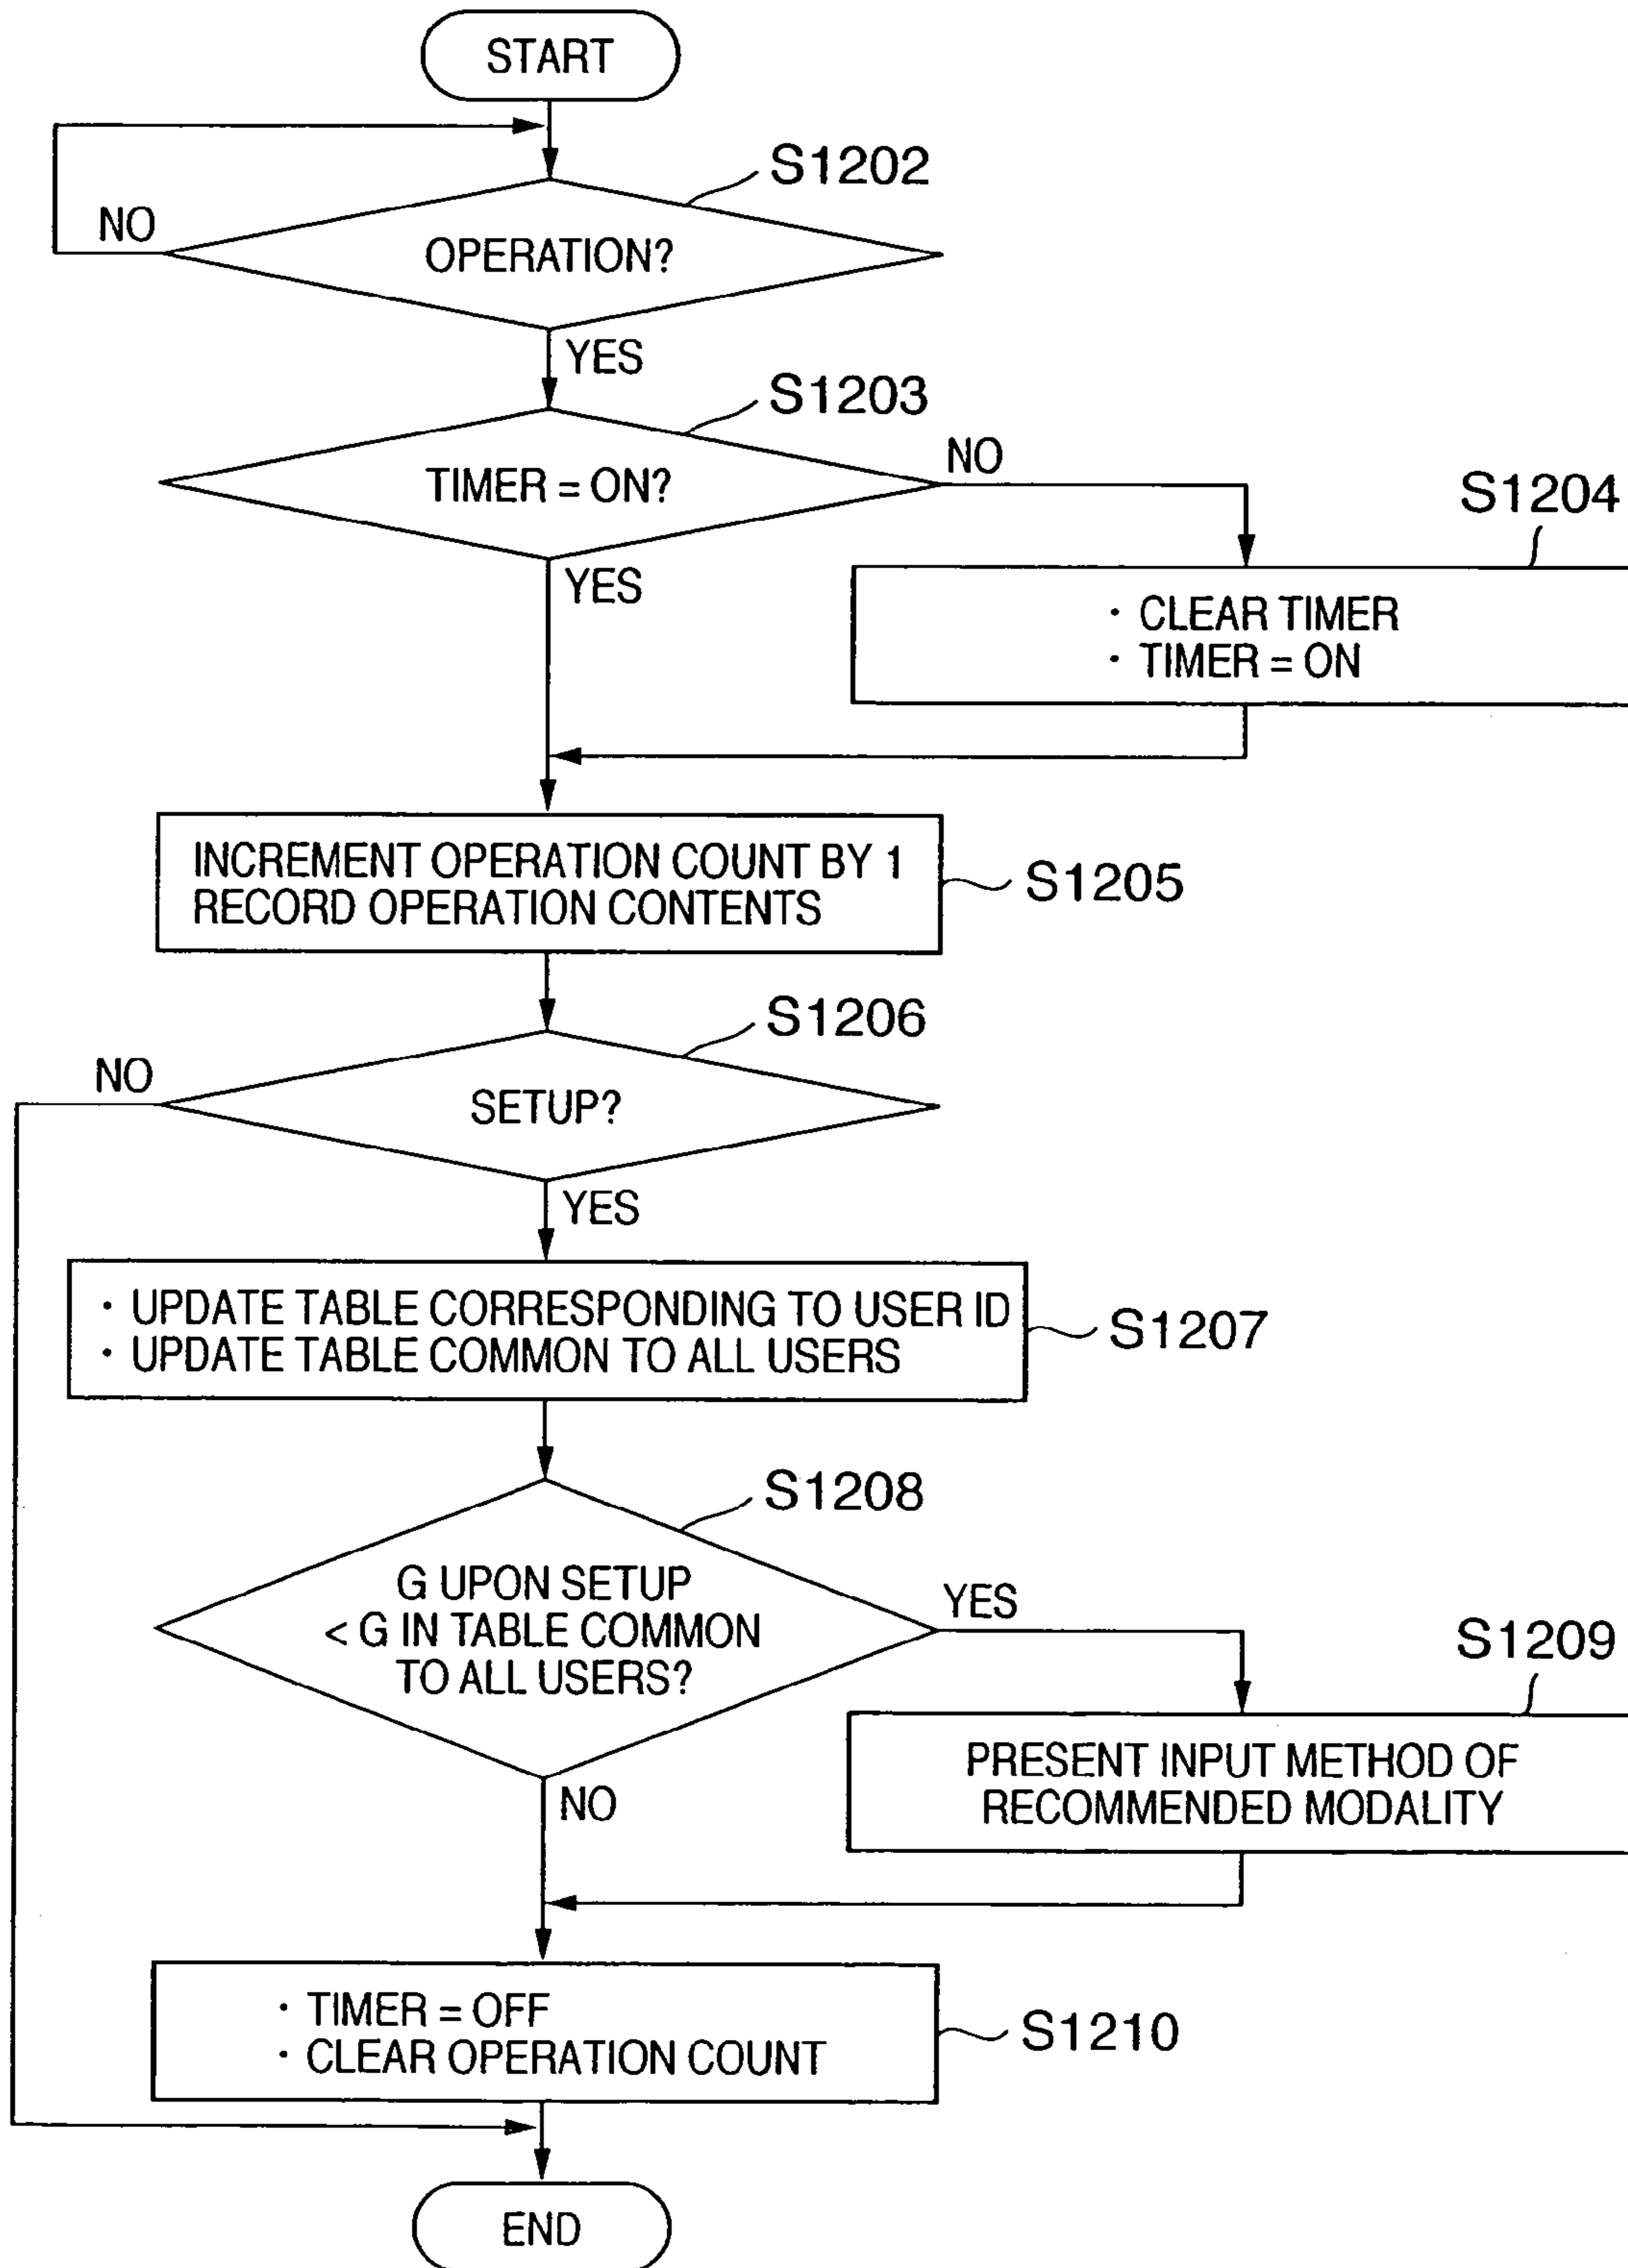 START
S1202
NO
OPERATION?
YES
S1203
NO
TIMER = ON?
S1204
YES
· CLEAR TIMER
· TIMER = ON
INCREMENT OPERATION COUNT BY 1
RECORD OPERATION CONTENTS
S1205
S1206
NO
SETUP?
YES
· UPDATE TABLE CORRESPONDING TO USER ID
· UPDATE TABLE COMMON TO ALL USERS
S1207
S1208
G UPON SETUP
< G IN TABLE COMMON
TO ALL USERS?
YES
S1209
PRESENT INPUT METHOD OF
RECOMMENDED MODALITY
NO
· TIMER = OFF
· CLEAR OPERATION COUNT
S1210
END